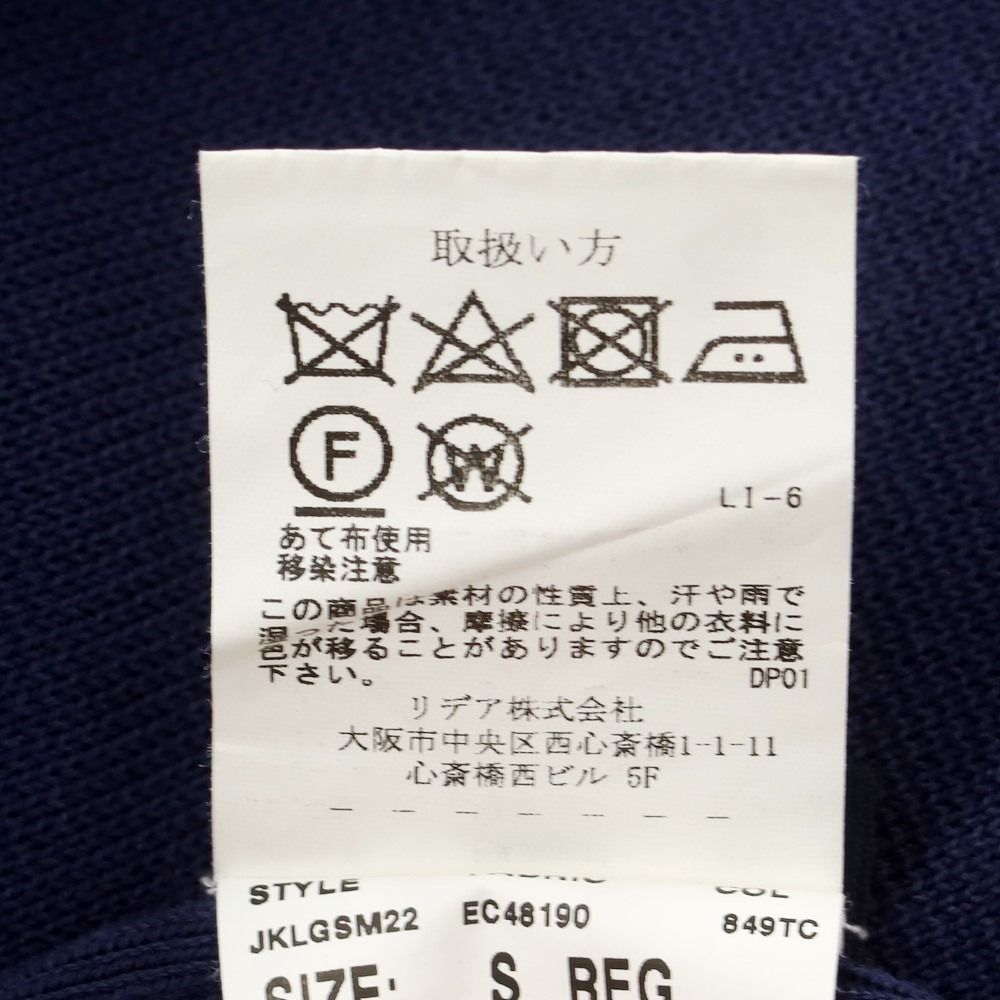 取扱い方
F
W
LI-6
あて布使用
移染注意
この商品は素材の性質上、汗や雨で
湿った場合、摩擦により他の衣料に
色が移ることがありますのでご注意
下さい。
DP01
リデア株式会社
大阪市中央区西心斎橋1-1-11
心斎橋西ビル 5F
STYLE FABRIC COL
JKLGSM22 EC48190 849TC
SIZE: S REG